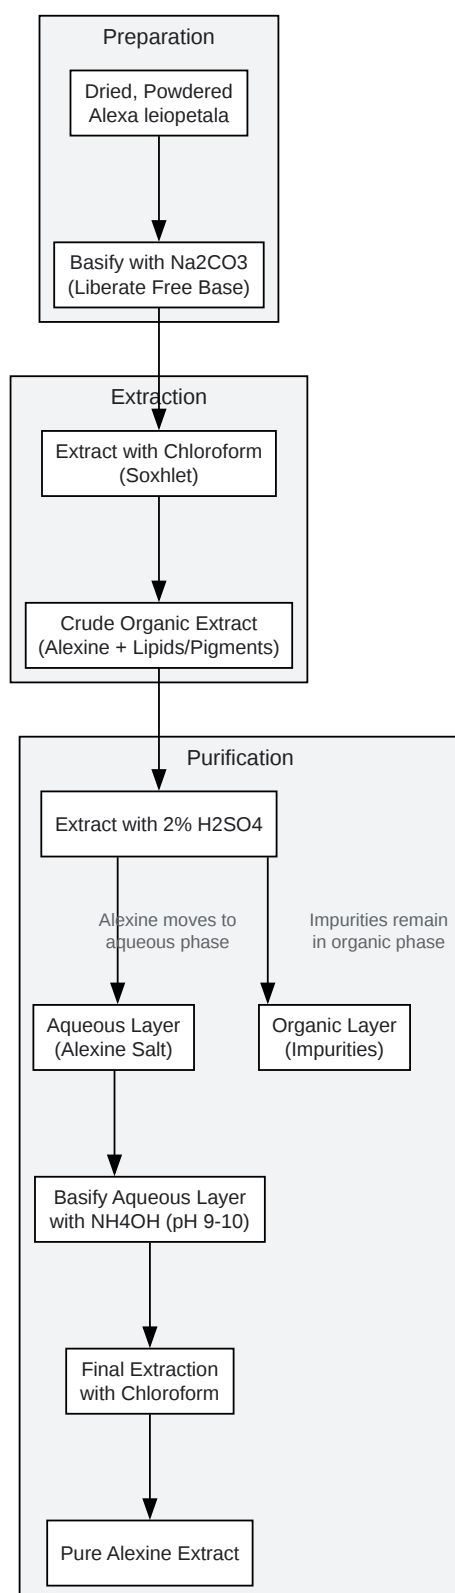 Preparation
Dried, Powdered
Alexa leiopetala
Basify with Na2CO3
(Liberate Free Base)
Extraction
Extract with Chloroform
(Soxhlet)
Crude Organic Extract
(Alexine + Lipids/Pigments)
Purification
Extract with 2% H2SO4
Alexine moves to
aqueous phase
Impurities remain
in organic phase
Aqueous Layer
(Alexine Salt)
Organic Layer
(Impurities)
Basify Aqueous Layer
with NH4OH (pH 9-10)
Final Extraction
with Chloroform
Pure Alexine Extract